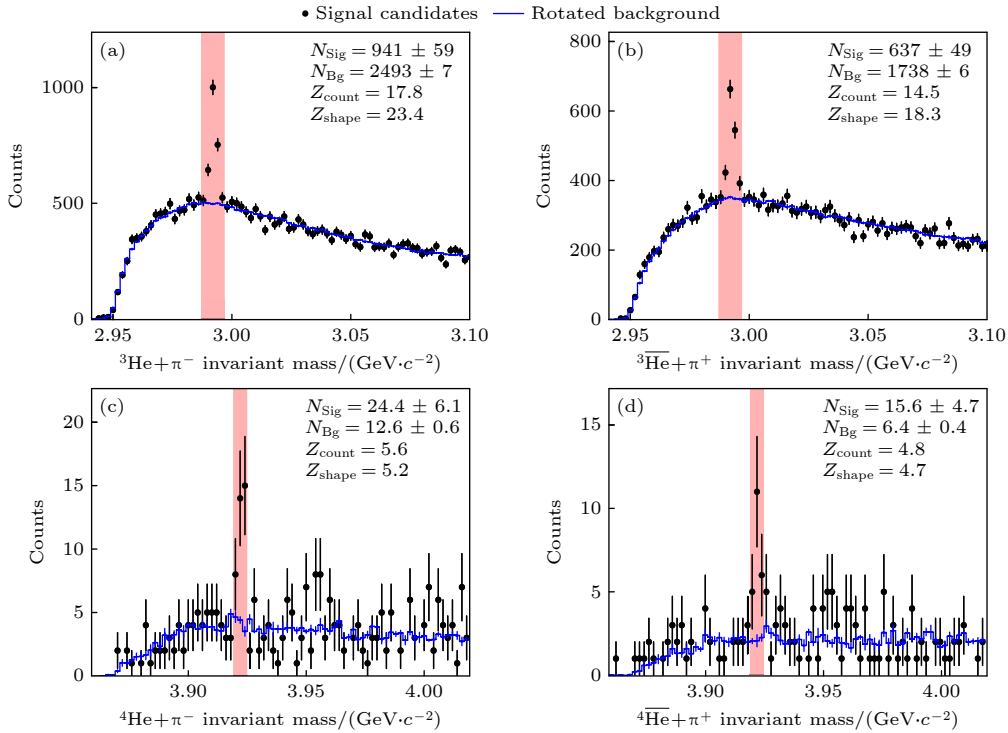 Signal candidates Rotated background
(a)
N_Sig = 941 ± 59
N_Bg = 2493 ± 7
Z_count = 17.8
Z_shape = 23.4
1000
500
0
Counts
2.95 3.00 3.05 3.10
³He+π⁻ invariant mass/(GeV·c⁻²)
(b)
N_Sig = 637 ± 49
N_Bg = 1738 ± 6
Z_count = 14.5
Z_shape = 18.3
800
600
400
200
0
Counts
2.95 3.00 3.05 3.10
³H̅e̅+π⁺ invariant mass/(GeV·c⁻²)
(c)
N_Sig = 24.4 ± 6.1
N_Bg = 12.6 ± 0.6
Z_count = 5.6
Z_shape = 5.2
20
15
10
5
0
Counts
3.90 3.95 4.00
⁴He+π⁻ invariant mass/(GeV·c⁻²)
(d)
N_Sig = 15.6 ± 4.7
N_Bg = 6.4 ± 0.4
Z_count = 4.8
Z_shape = 4.7
15
10
5
0
Counts
3.90 3.95 4.00
⁴H̅e̅+π⁺ invariant mass/(GeV·c⁻²)